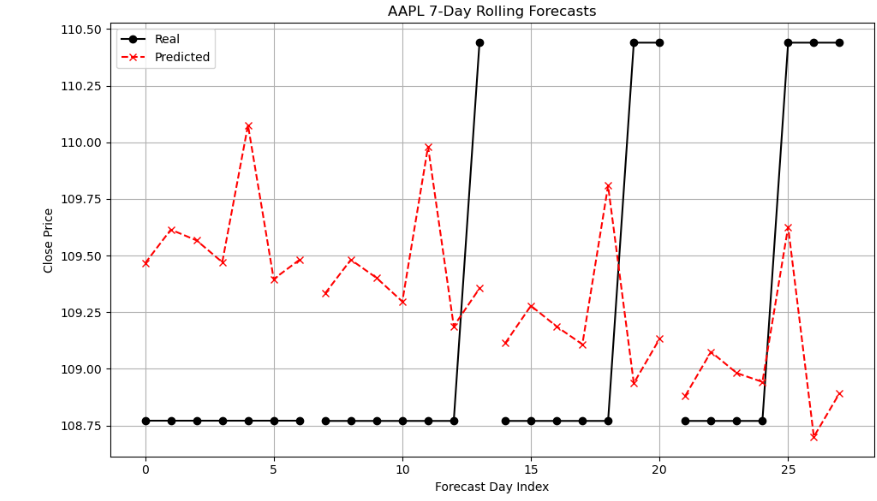 AAPL 7-Day Rolling Forecasts
110.50
110.25
110.00
109.75
109.50
109.25
109.00
108.75
Close Price
Real
Predicted
0 5 10 15 20 25
Forecast Day Index